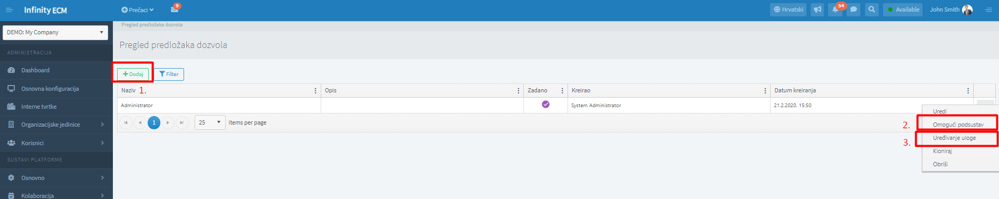 Infinity ECM
Prečaci
9
Hrvatski
54
Available
John Smith
DEMO: My Company
Pregled predložaka dozvola
ADMINISTRACIJA
Pregled predložaka dozvola
Dashboard
Dodaj
Filter
Osnovna konfiguracija
Naziv
1.
Opis
Zadano
Kreirao
Datum kreiranja
Interne tvrtke
Administrator
System Administrator
21.2.2020. 15:50
Organizacijske jedinice
1
25
items per page
Uredi
2.
Omogući podsustav
3.
Uređivanje uloge
Kloniraj
Obriši
Korisnici
SUSTAVI PLATFORME
Osnovno
Kolaboracija